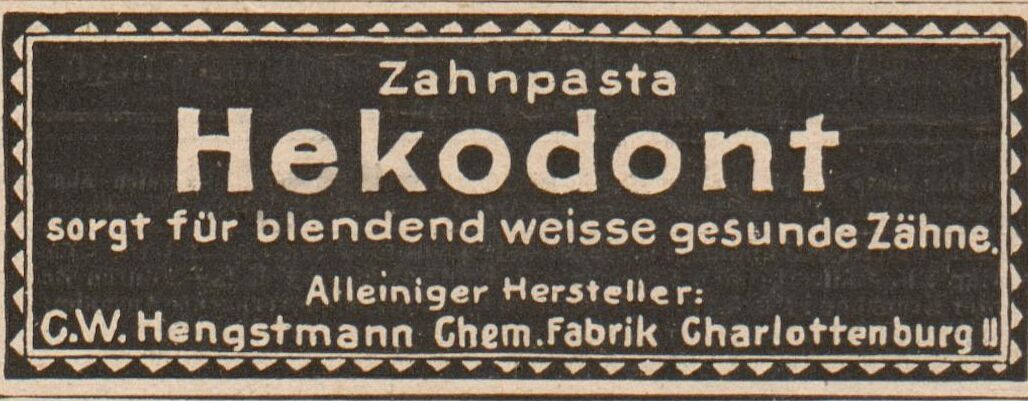 Zahnpasta
Hekodont
sorgt für blendend weisse gesunde Zähne.
Alleiniger Hersteller:
C.W. Hengstmann Chem. Fabrik Charlottenburg II